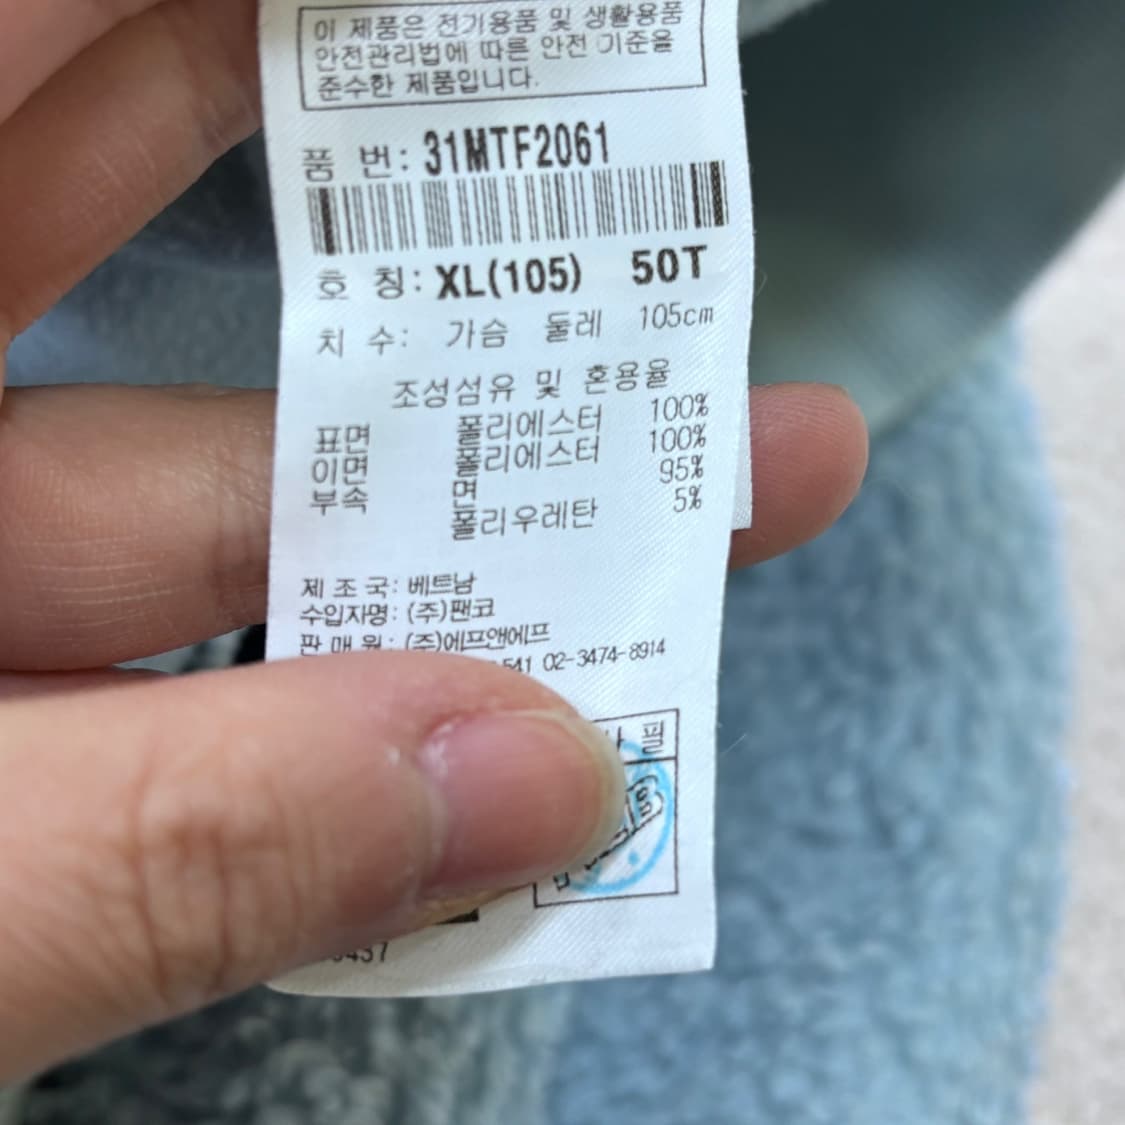 이 제품은 전기용품 및 생활용품
안전관리법에 따른 안전 기준을
준수한 제품입니다.
품 번: 31MTF2061
호 칭: XL(105) 50T
치 수: 가슴 둘레 105cm
조성섬유 및 혼용율
표면 폴리에스터 100%
이면 폴리에스터 100%
부속 면 95%
폴리우레탄 5%
제 조 국: 베트남
수입자명: (주)팬코
판 매 원: (주)에프앤에프
541 02-3474-8914
필